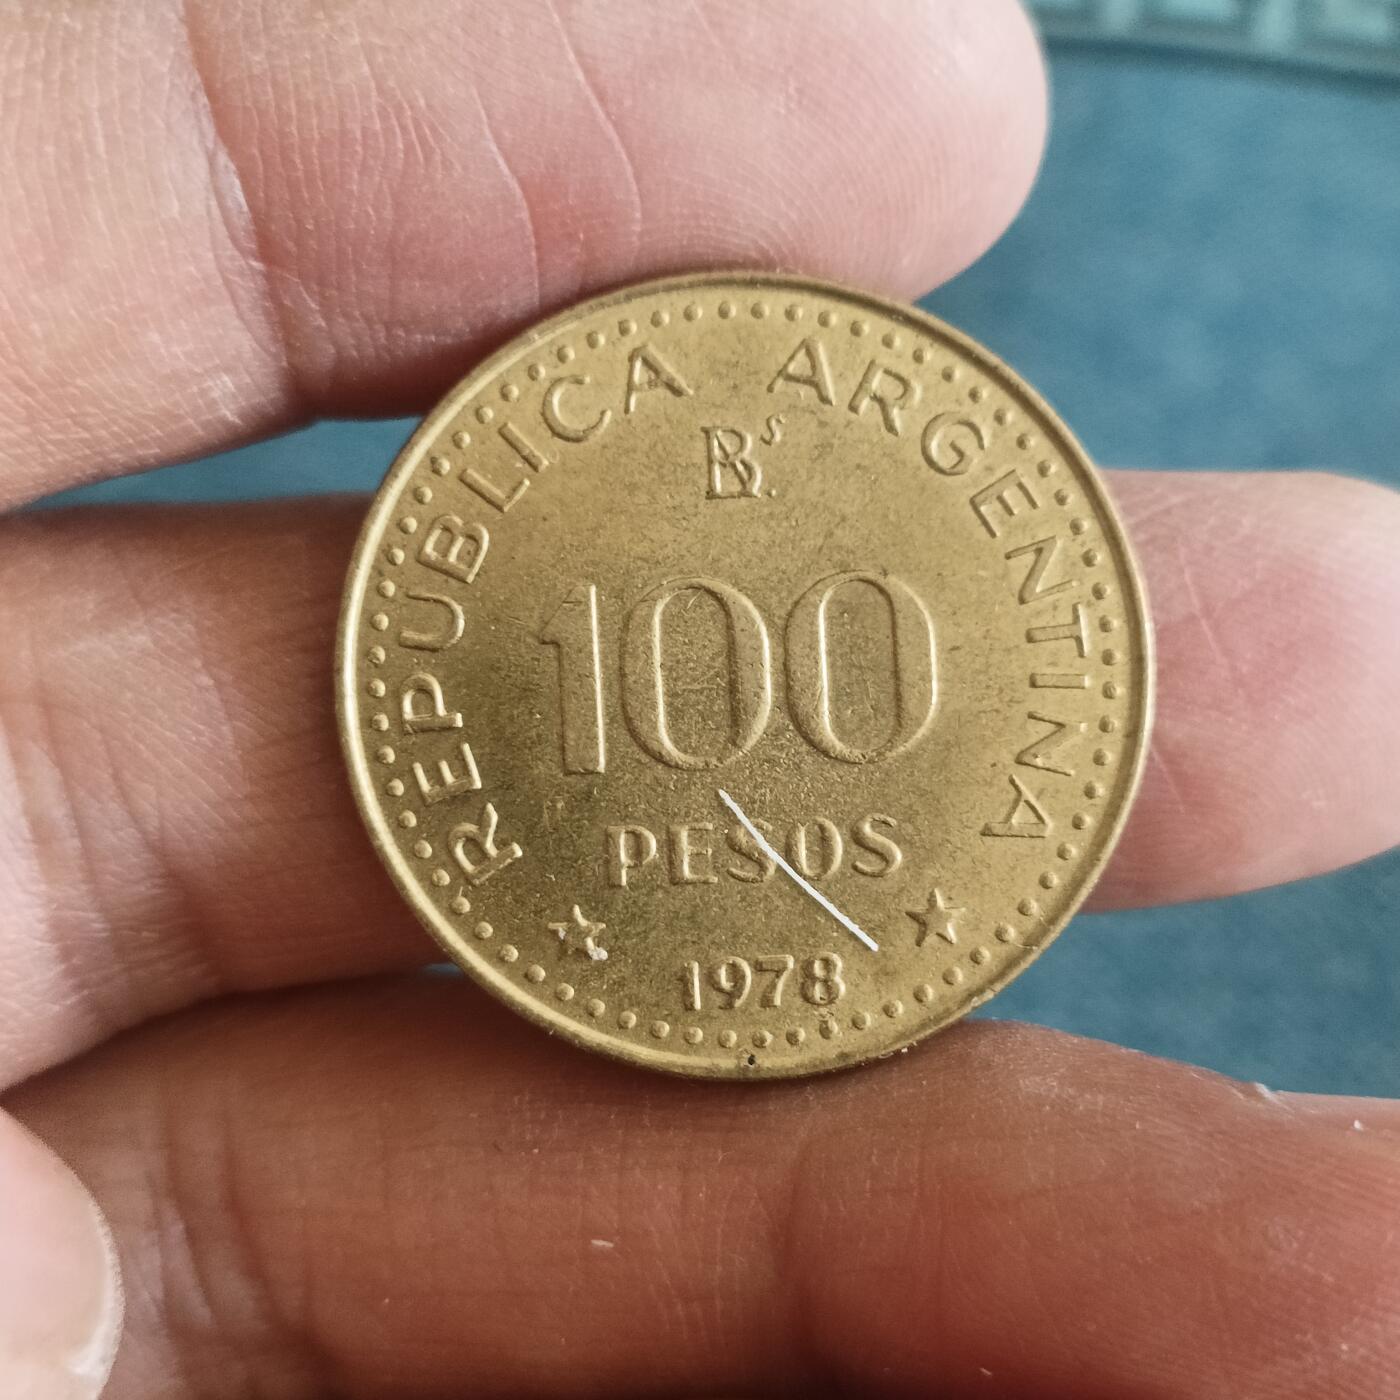 REPUBLICA ARGENTINA
Bs
100
PESOS
1978